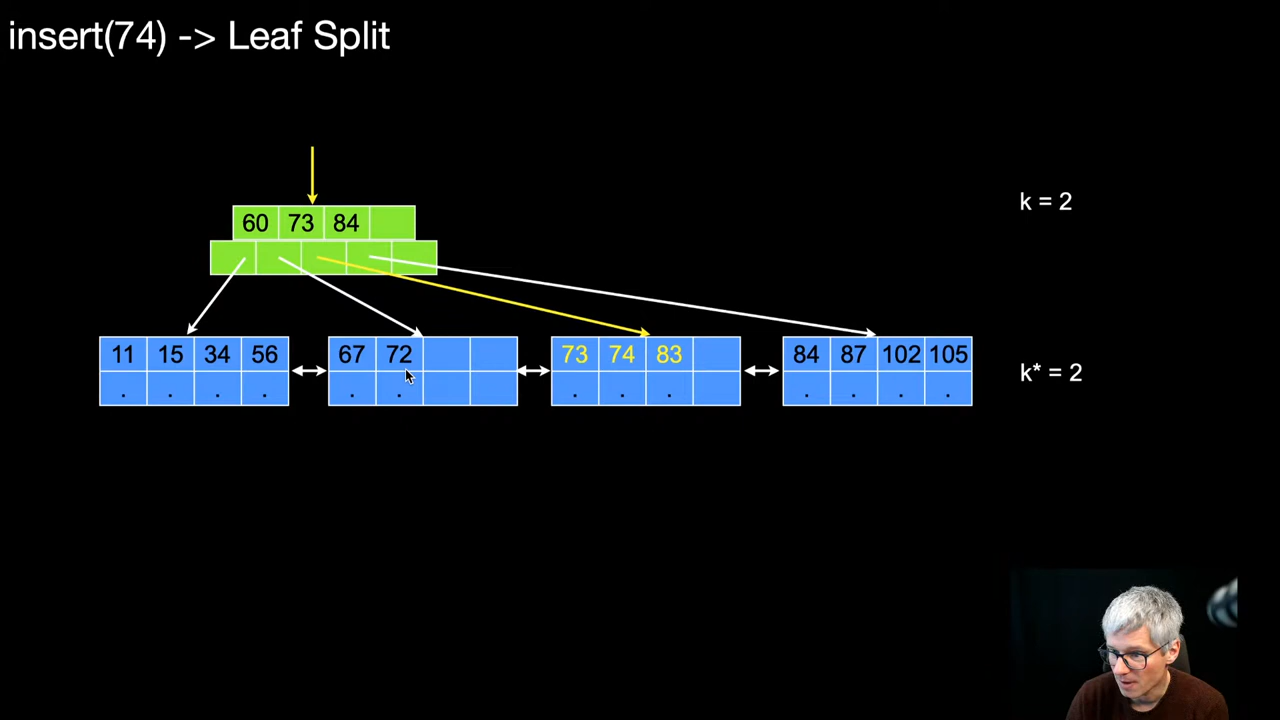 insert(74) -> Leaf Split
k = 2
60 73 84
11 15 34 56 67 72 73 74 83 84 87 102 105
k* = 2
. . . . . . . . . . . . .